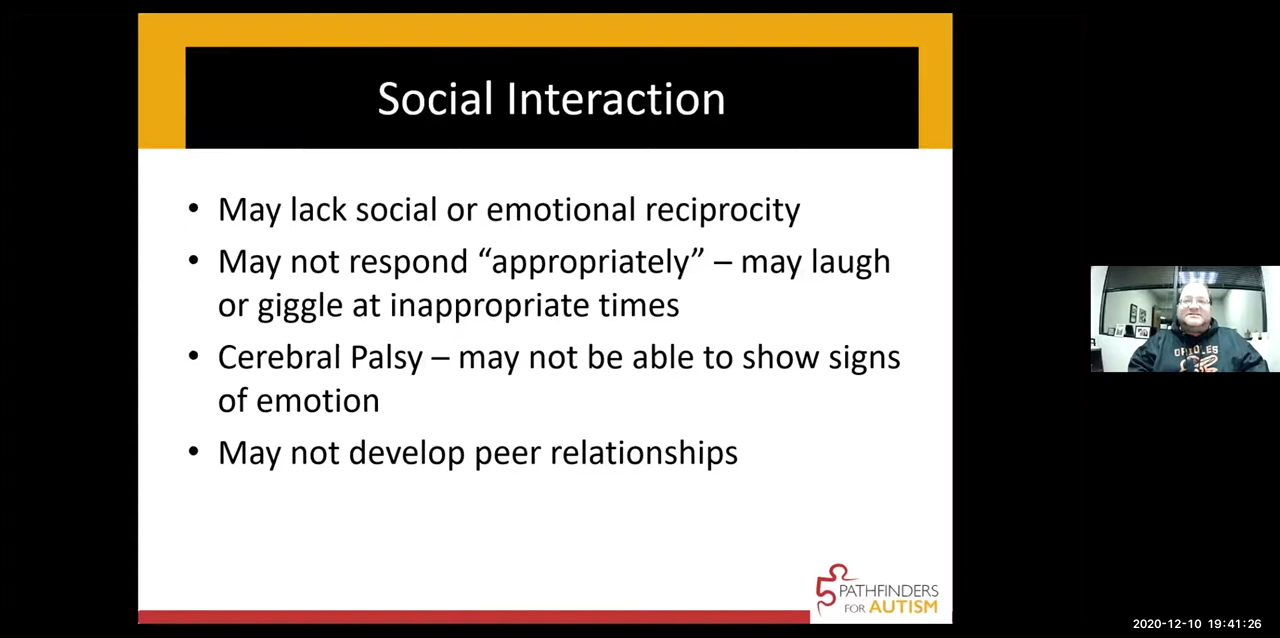 Social Interaction
• May lack social or emotional reciprocity
• May not respond “appropriately” – may laugh
or giggle at inappropriate times
• Cerebral Palsy – may not be able to show signs
of emotion
• May not develop peer relationships
ORIOLES
PATHFINDERS
FOR AUTISM
2020-12-10 19:41:26